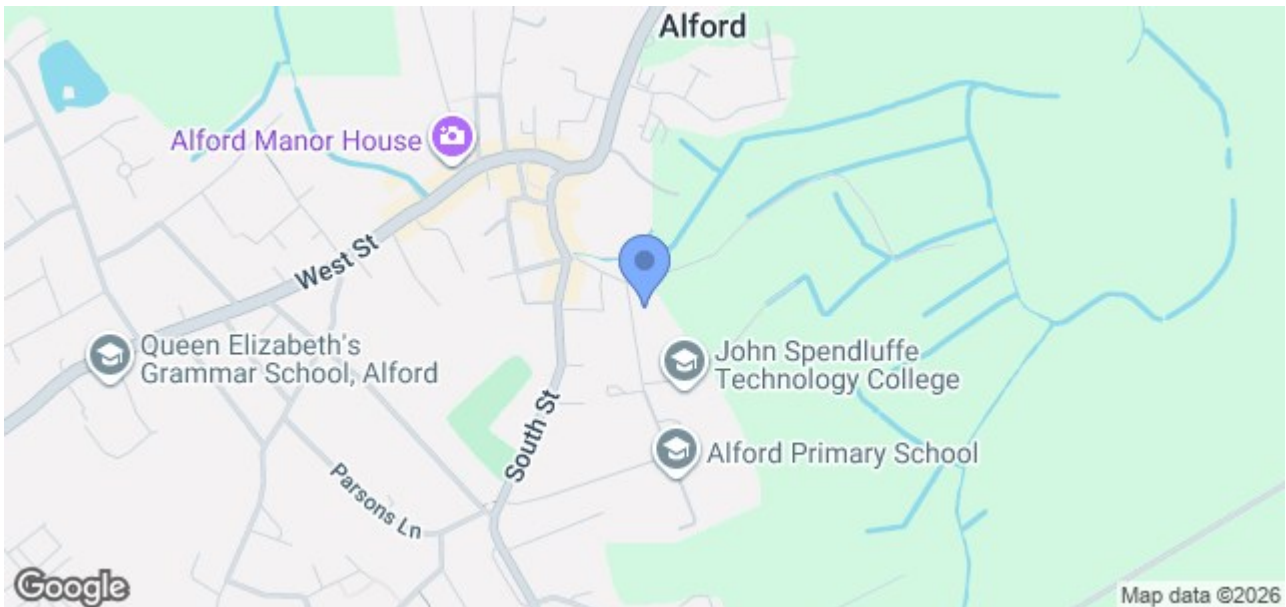 Alford
Alford Manor House
West St
Queen Elizabeth's
Grammar School, Alford
John Spendluffe
Technology College
South St
Alford Primary School
Parsons Ln
Google
Map data ©2026